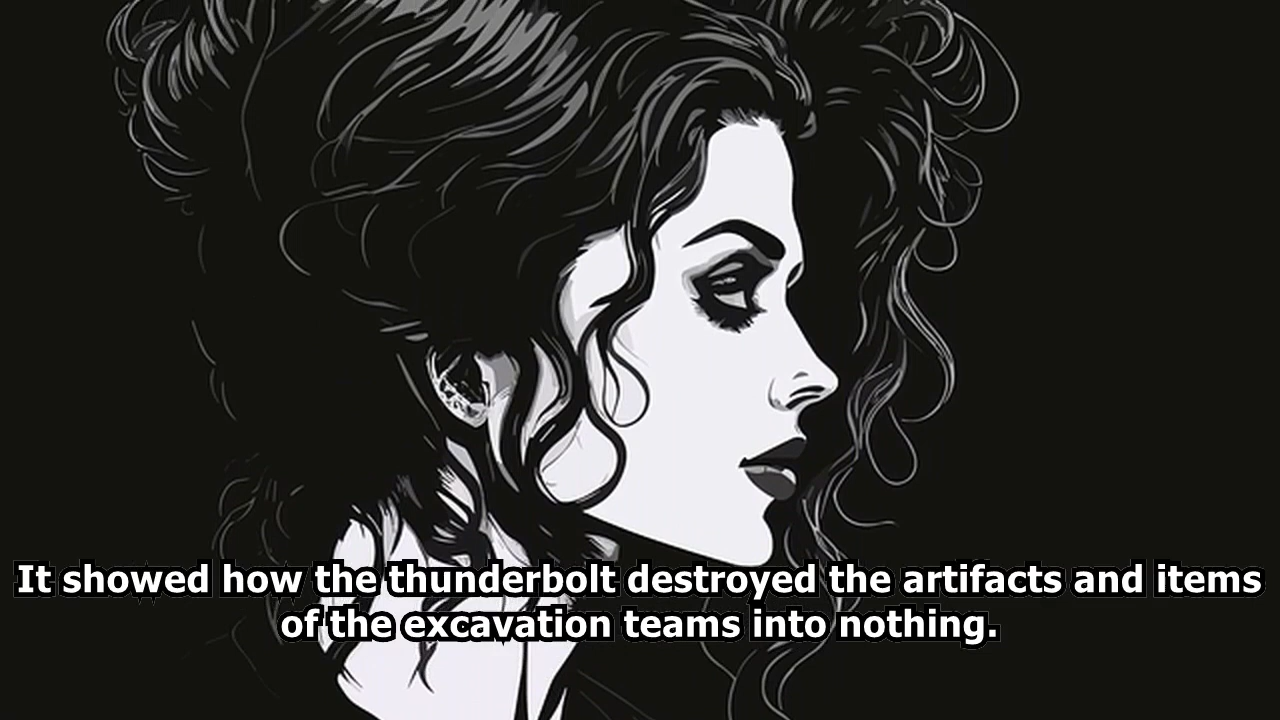 It showed how the thunderbolt destroyed the artifacts and items
of the excavation teams into nothing.